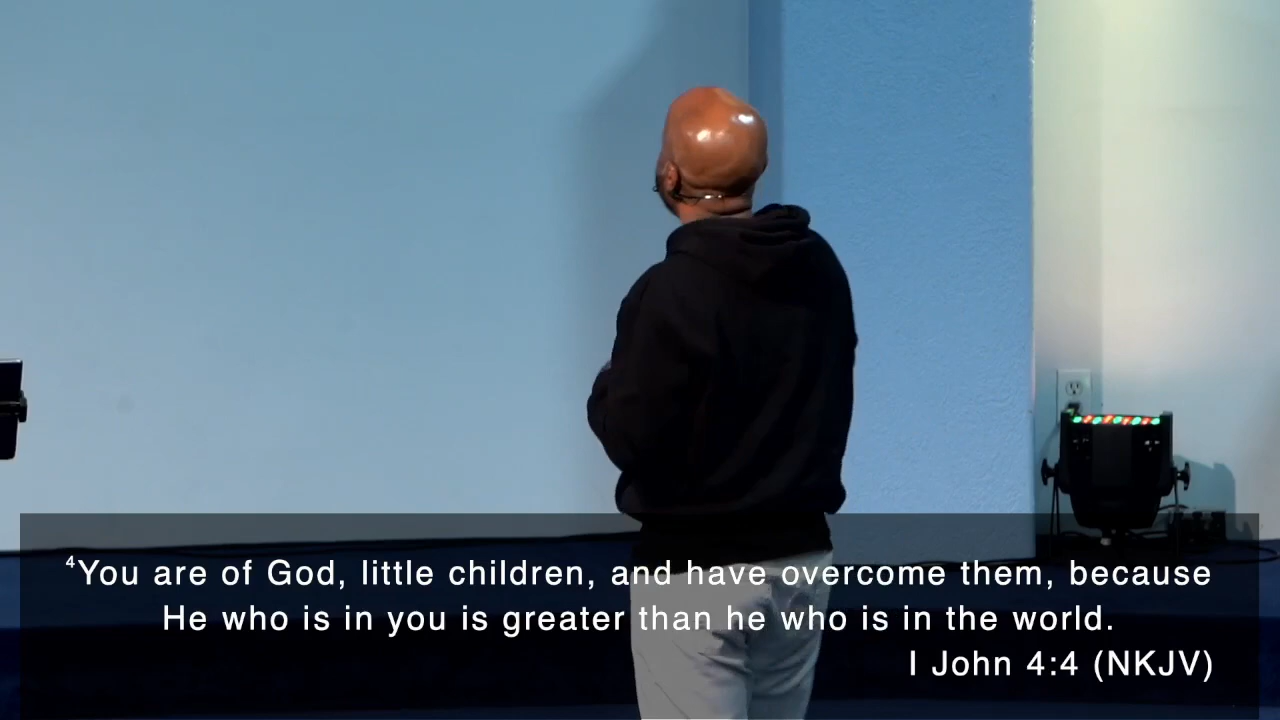 ⁴You are of God, little children, and have overcome them, because
He who is in you is greater than he who is in the world.
I John 4:4 (NKJV)